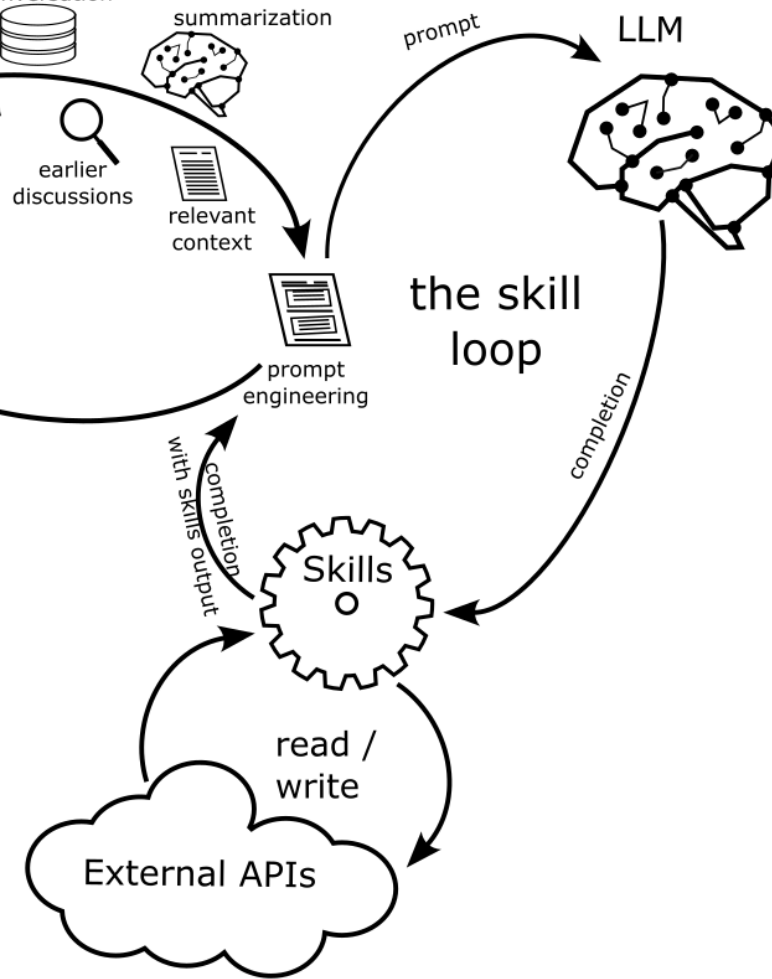 summarization
prompt
LLM
earlier
discussions
relevant
context
the skill
loop
prompt
engineering
completion
completion
with skills output
Skills
read /
write
External APIs